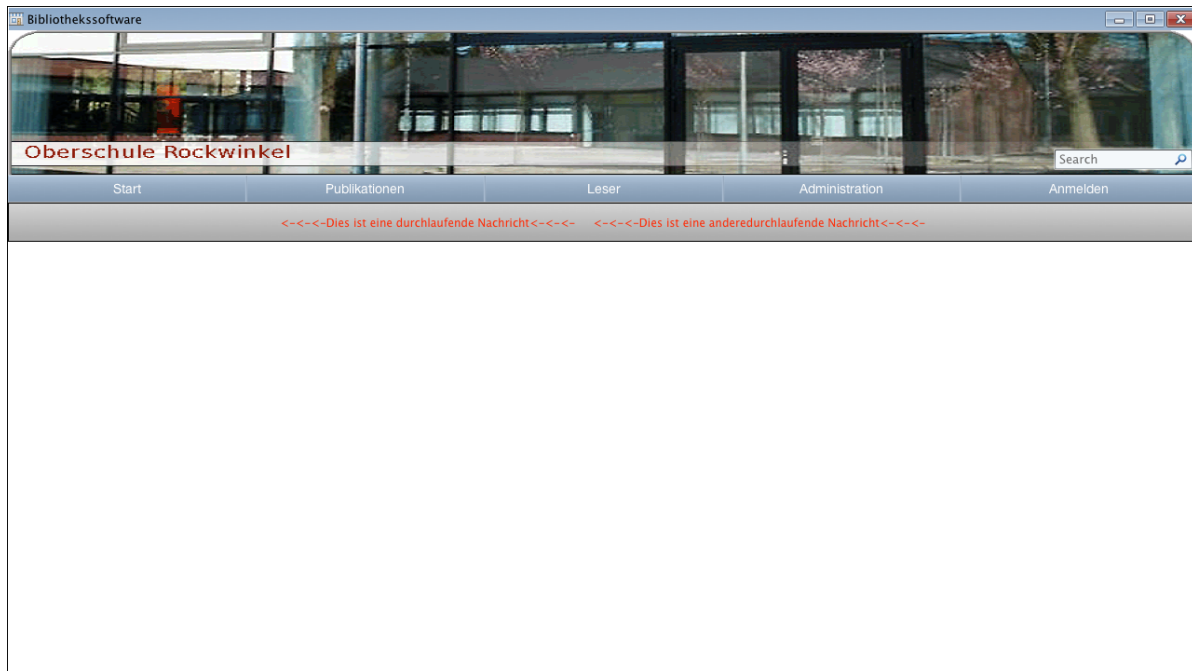 Bibliothekssoftware
Oberschule Rockwinkel
Search
Start Publikationen Leser Administration Anmelden
<-<-<-Dies ist eine durchlaufende Nachricht<-<-<- <-<-<-Dies ist eine anderedurchlaufende Nachricht<-<-<-